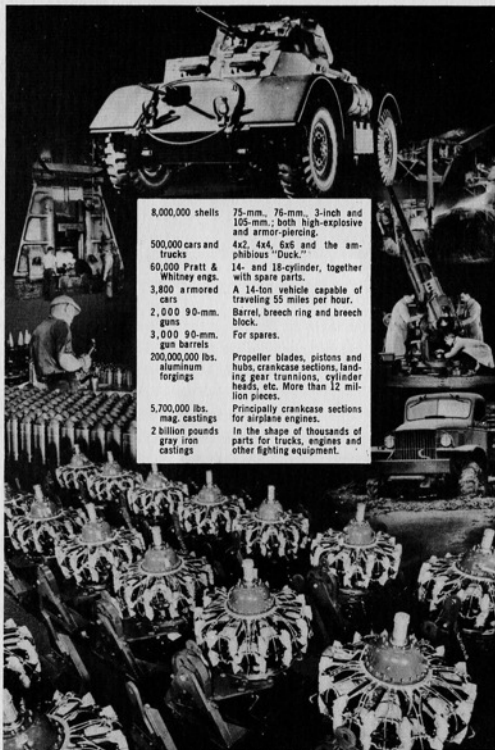 8,000,000 shells 75-mm., 76-mm., 3-inch and
105-mm.; both high-explosive
and armor-piercing.
500,000 cars and 4x2, 4x4, 6x6 and the am-
trucks phibious "Duck."
60,000 Pratt & 14- and 18-cylinder, together
Whitney engs. with spare parts.
3,800 armored A 14-ton vehicle capable of
cars traveling 55 miles per hour.
2,000 90-mm. Barrel, breech ring and breech
guns block.
3,000 90-mm. For spares.
gun barrels
200,000,000 lbs. Propeller blades, pistons and
aluminum hubs, crankcase sections, land-
forgings ing gear trunnions, cylinder
heads, etc. More than 12 mil-
lion pieces.
5,700,000 lbs. Principally crankcase sections
mag. castings for airplane engines.
2 billion pounds In the shape of thousands of
gray iron parts for trucks, engines and
castings other fighting equipment.